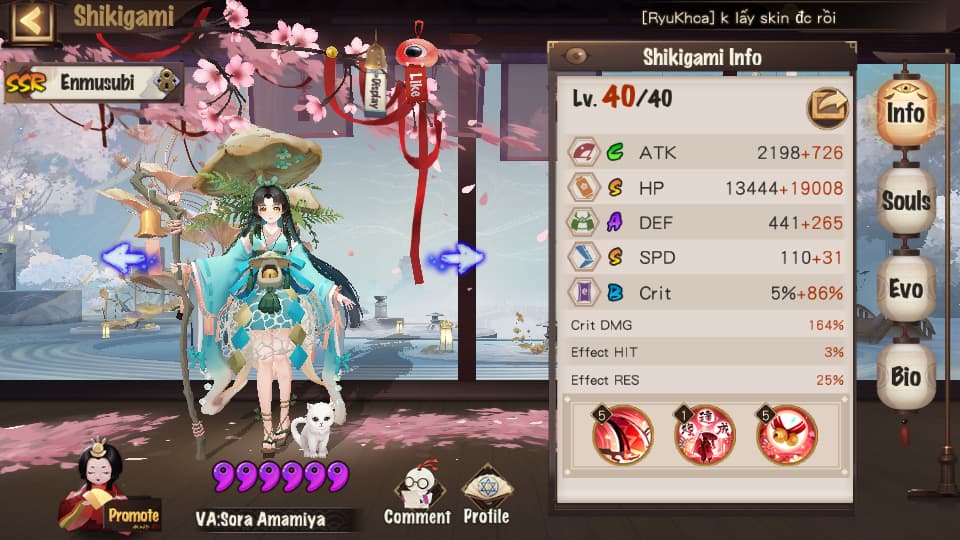 Shikigami
[RyuKhoa] k lấy skin đc rồi
SSR Enmusubi
Display
Like
Shikigami Info
Lv. 40/40
C ATK 2198+726
S HP 13444+19008
A DEF 441+265
S SPD 110+31
B Crit 5%+86%
Crit DMG 164%
Effect HIT 3%
Effect RES 25%
5 1 5
Info
Souls
Evo
Bio
999999
Promote
VA:Sora Amamiya
Comment
Profile